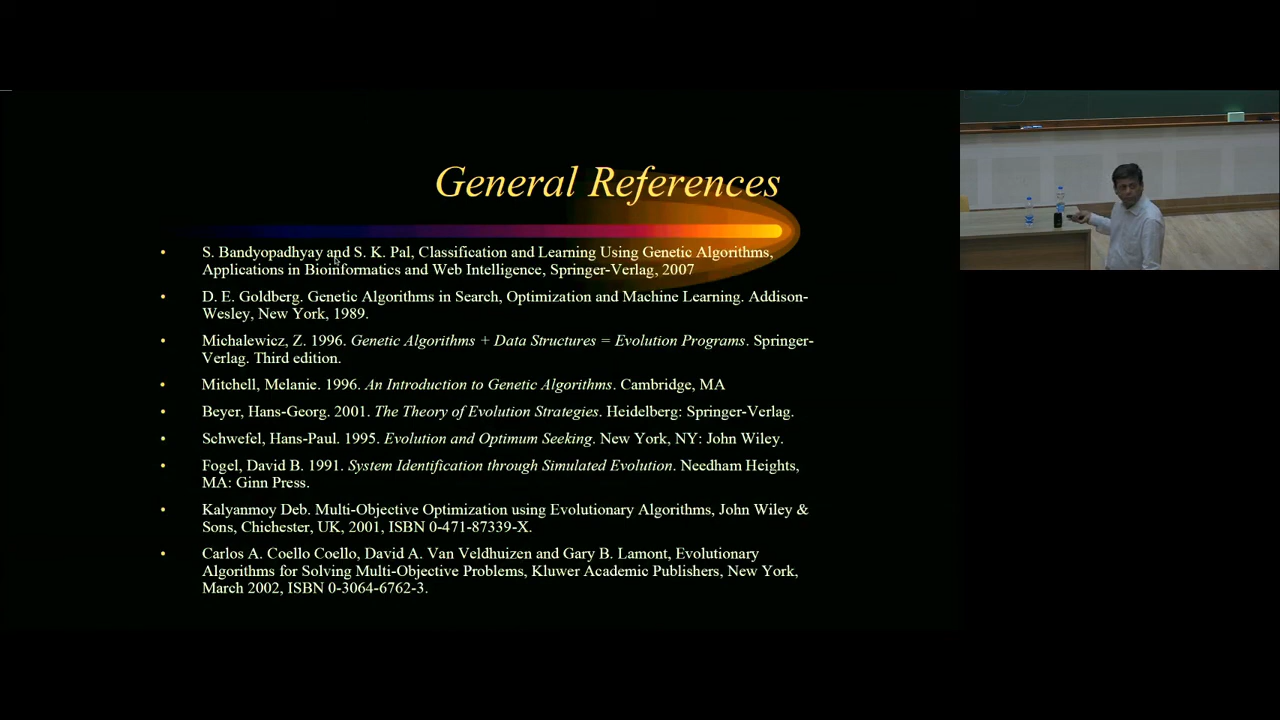 General References
• S. Bandyopadhyay and S. K. Pal, Classification and Learning Using Genetic Algorithms,
Applications in Bioinformatics and Web Intelligence, Springer-Verlag, 2007
• D. E. Goldberg. Genetic Algorithms in Search, Optimization and Machine Learning. Addison-
Wesley, New York, 1989.
• Michalewicz, Z. 1996. Genetic Algorithms + Data Structures = Evolution Programs. Springer-
Verlag. Third edition.
• Mitchell, Melanie. 1996. An Introduction to Genetic Algorithms. Cambridge, MA
• Beyer, Hans-Georg. 2001. The Theory of Evolution Strategies. Heidelberg: Springer-Verlag.
• Schwefel, Hans-Paul. 1995. Evolution and Optimum Seeking. New York, NY: John Wiley.
• Fogel, David B. 1991. System Identification through Simulated Evolution. Needham Heights,
MA: Ginn Press.
• Kalyanmoy Deb. Multi-Objective Optimization using Evolutionary Algorithms, John Wiley &
Sons, Chichester, UK, 2001, ISBN 0-471-87339-X.
• Carlos A. Coello Coello, David A. Van Veldhuizen and Gary B. Lamont, Evolutionary
Algorithms for Solving Multi-Objective Problems, Kluwer Academic Publishers, New York,
March 2002, ISBN 0-3064-6762-3.